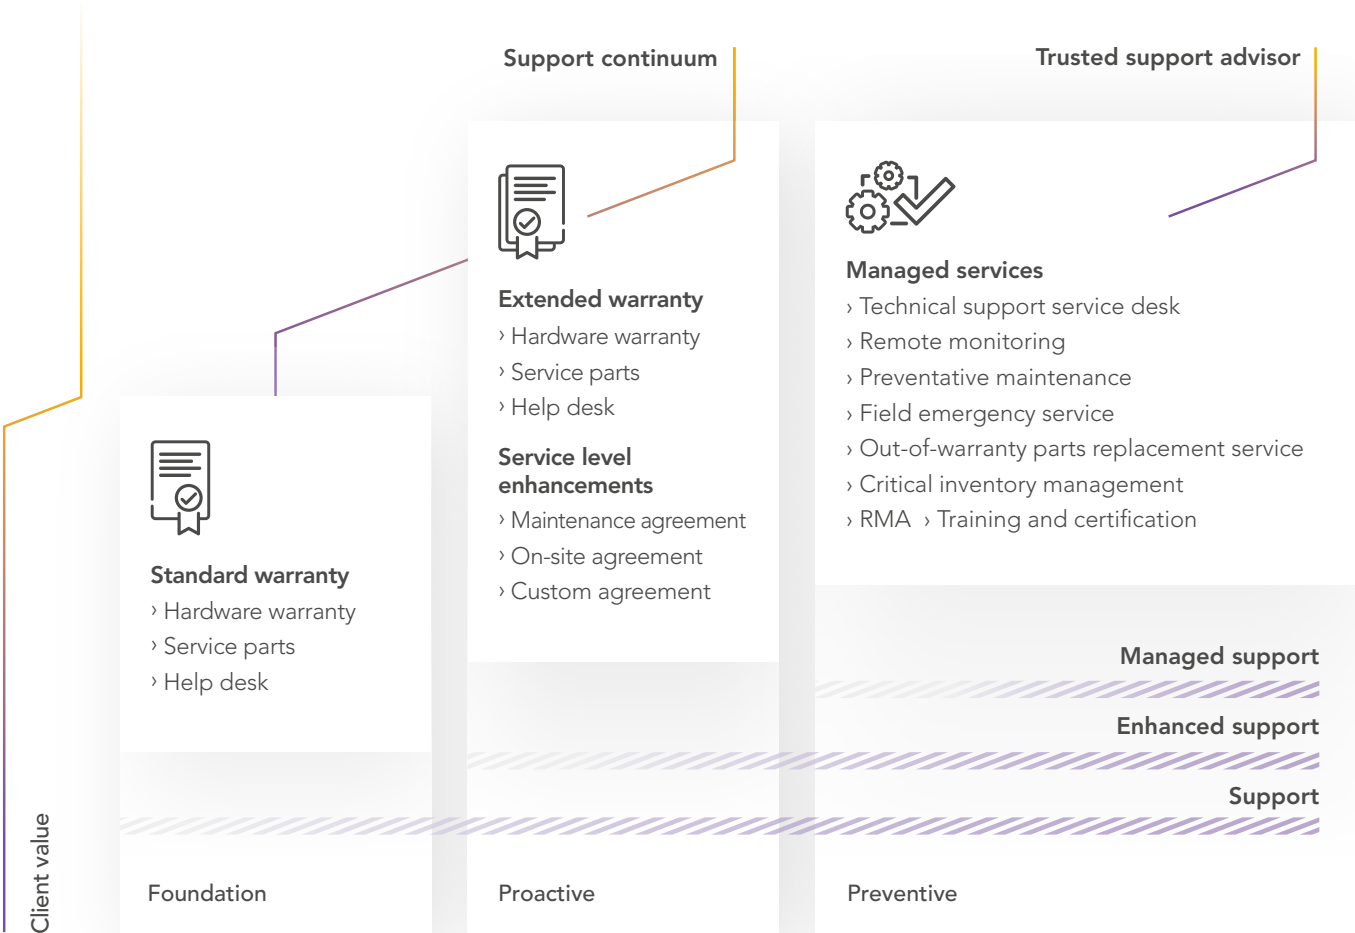 Support continuum
Trusted support advisor
Managed services
› Technical support service desk
› Remote monitoring
› Preventative maintenance
› Field emergency service
› Out-of-warranty parts replacement service
› Critical inventory management
› RMA › Training and certification
Extended warranty
› Hardware warranty
› Service parts
› Help desk
Service level
enhancements
› Maintenance agreement
› On-site agreement
› Custom agreement
Standard warranty
› Hardware warranty
› Service parts
› Help desk
Managed support
Enhanced support
Support
Client value
Foundation
Proactive
Preventive